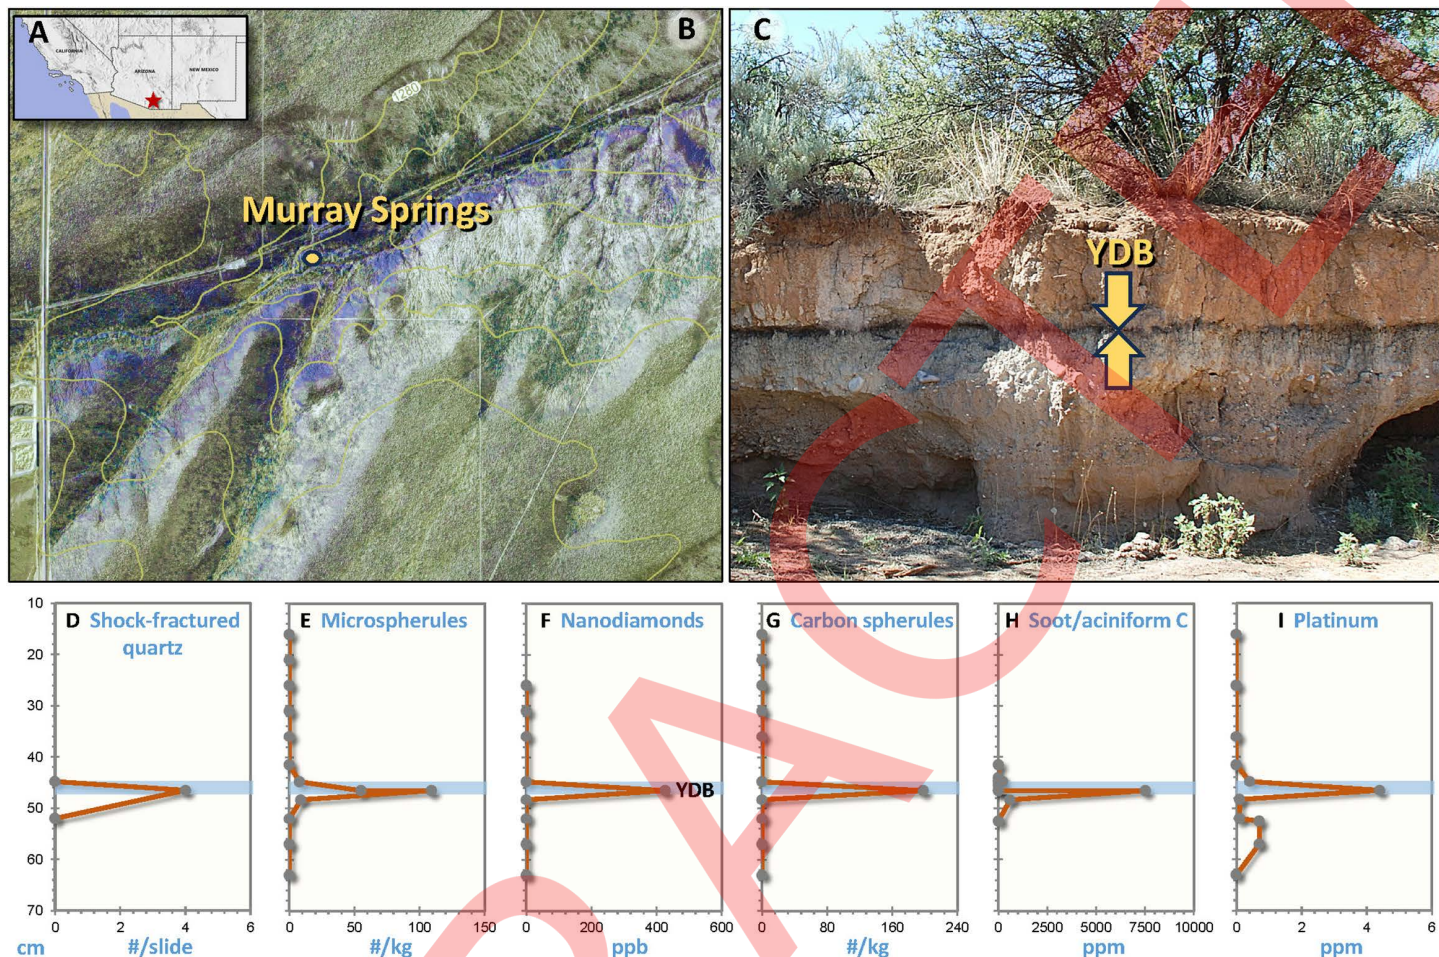 A
CALIFORNIA
ARIZONA
NEW MEXICO
B
1280
Murray Springs
C
YDB
D Shock-fractured
quartz
E Microspherules
F Nanodiamonds
G Carbon spherules
H Soot/aciniform C
I Platinum
10
20
30
40
50
60
70
YDB
0 2 4 6
0 50 100 150
0 200 400 600
0 80 160 240
0 2500 5000 7500 10000
0 2 4 6
cm
#/slide
#/kg
ppb
#/kg
ppm
ppm